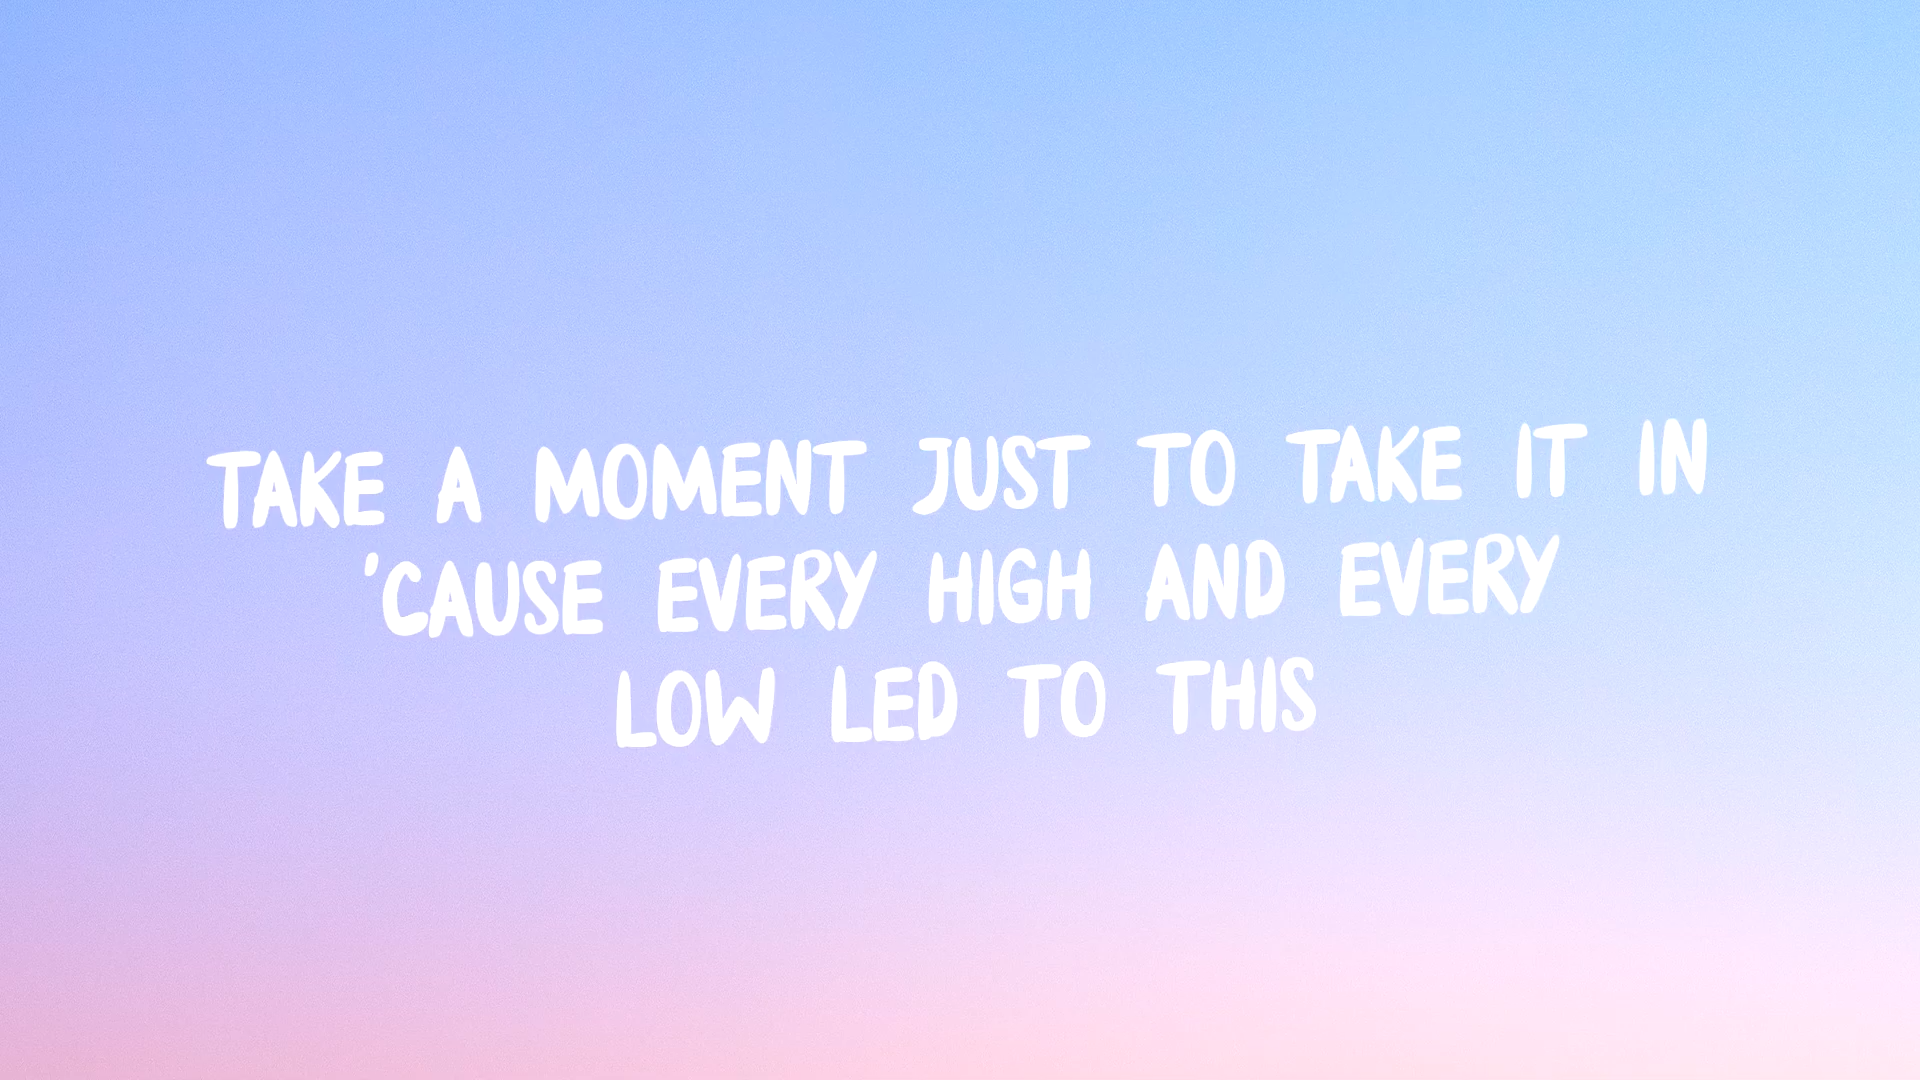 TAKE A MOMENT JUST TO TAKE IT IN
'CAUSE EVERY HIGH AND EVERY
LOW LED TO THIS